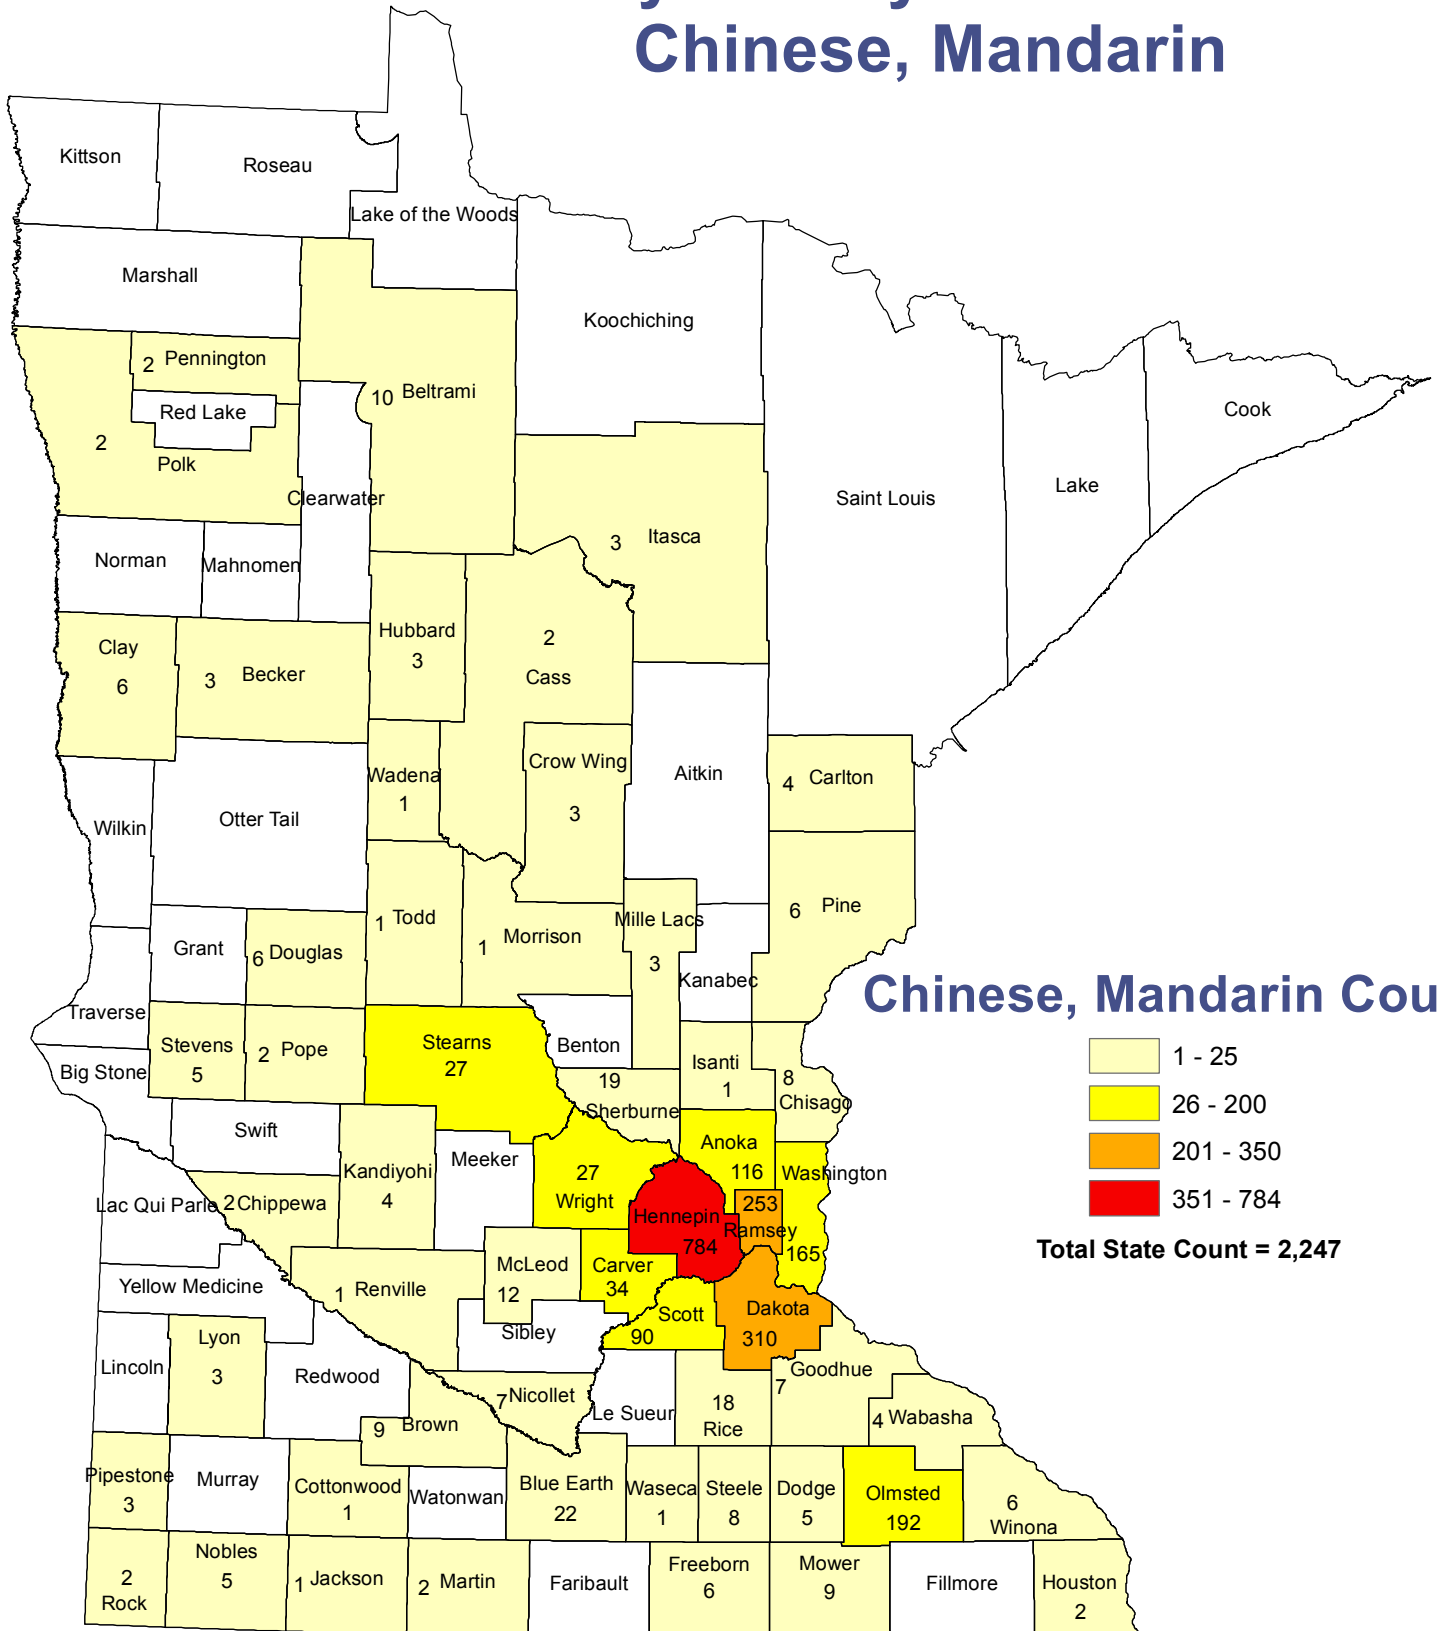 Chinese, Mandarin
Kittson
Roseau
Lake of the Woods
Marshall
Koochiching
2 Pennington
Red Lake
10 Beltrami
Cook
2
Polk
Clearwater
Saint Louis
Lake
3 Itasca
Norman
Mahnomen
Clay
6
3 Becker
Hubbard
3
2
Cass
Wadena
1
Crow Wing
3
Aitkin
4 Carlton
Wilkin
Otter Tail
1 Todd
1 Morrison
Mille Lacs
3
6 Pine
Grant
6 Douglas
Kanabec
Traverse
Stevens
5
2 Pope
Stearns
27
Benton
Isanti
1
8
Chisago
Big Stone
19
Sherburne
Swift
Kandiyohi
4
Meeker
27
Wright
Anoka
116
Washington
165
Lac Qui Parle
2 Chippewa
Hennepin
784
253
Ramsey
Yellow Medicine
1 Renville
McLeod
12
Carver
34
Scott
90
Dakota
310
Sibley
Lincoln
Lyon
3
Redwood
9 Brown
7 Nicollet
Le Sueur
18
Rice
Goodhue
7
4 Wabasha
Pipestone
3
Murray
Cottonwood
1
Watonwan
Blue Earth
22
Waseca
1
Steele
8
Dodge
5
Olmsted
192
6
Winona
2
Rock
Nobles
5
1 Jackson
2 Martin
Faribault
Freeborn
6
Mower
9
Fillmore
Houston
2
Chinese, Mandarin Cou
1 - 25
26 - 200
201 - 350
351 - 784
Total State Count = 2,247